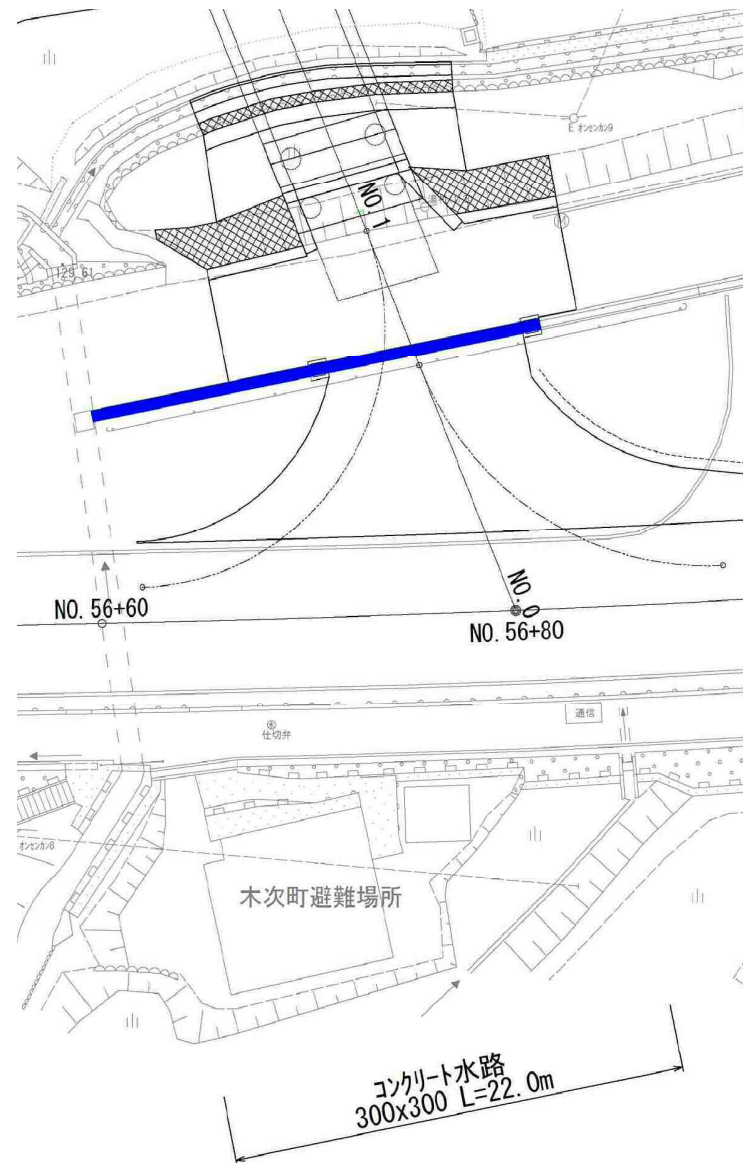 E オンセンカン9
NO. 1
129.61
NO. 56+60
NO. 0
NO. 56+80
仕切弁
通信
オンセンカン8
木次町避難場所
コンクリート水路
300x300 L=22.0m